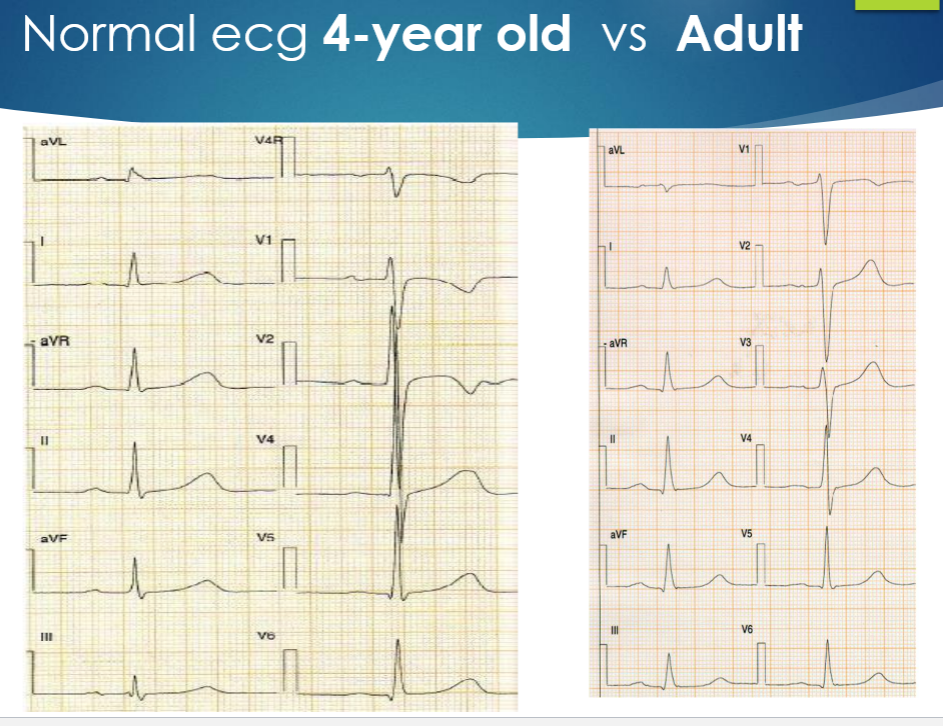 Normal ecg 4-year old vs Adult
aVL
V4R
I
V1
- aVR
V2
II
V4
aVF
V5
III
V6
aVL
V1
I
V2
- aVR
V3
II
V4
aVF
V5
III
V6